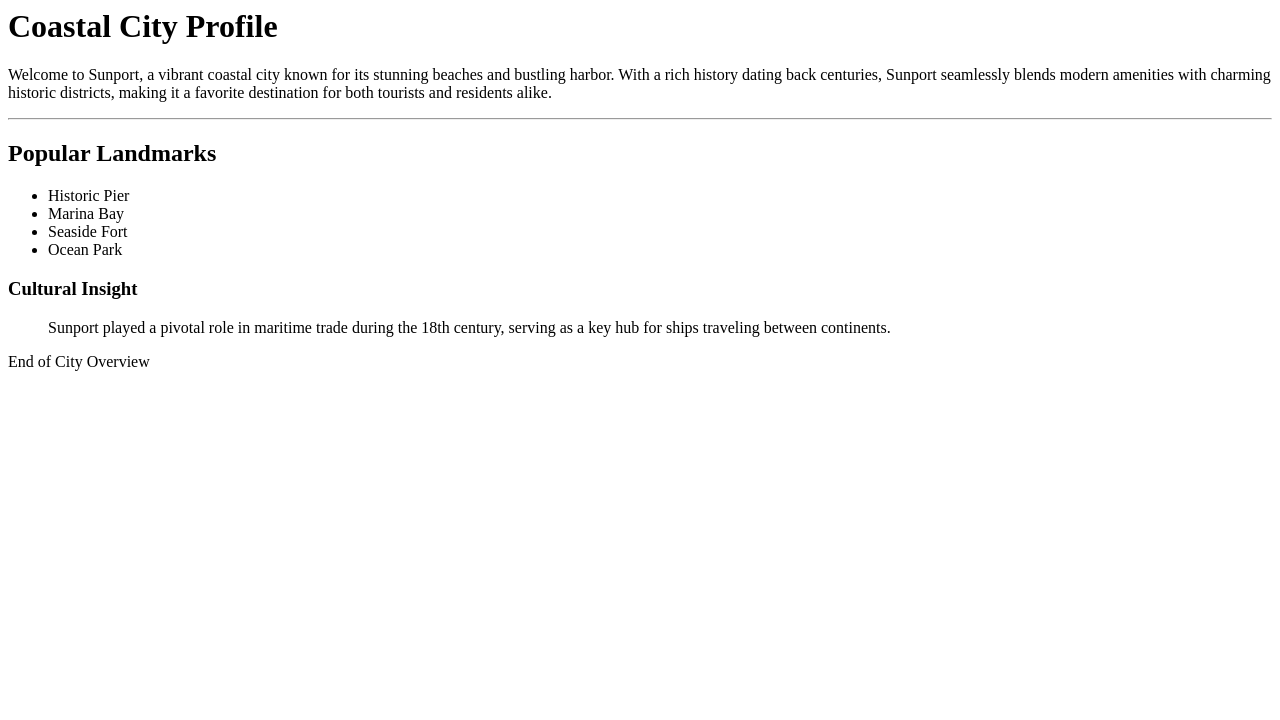 Coastal City Profile
Welcome to Sunport, a vibrant coastal city known for its stunning beaches and bustling harbor. With a rich history dating back centuries, Sunport seamlessly blends modern amenities with charming
historic districts, making it a favorite destination for both tourists and residents alike.
Popular Landmarks
Historic Pier
Marina Bay
Seaside Fort
Ocean Park
Cultural Insight
Sunport played a pivotal role in maritime trade during the 18th century, serving as a key hub for ships traveling between continents.
End of City Overview